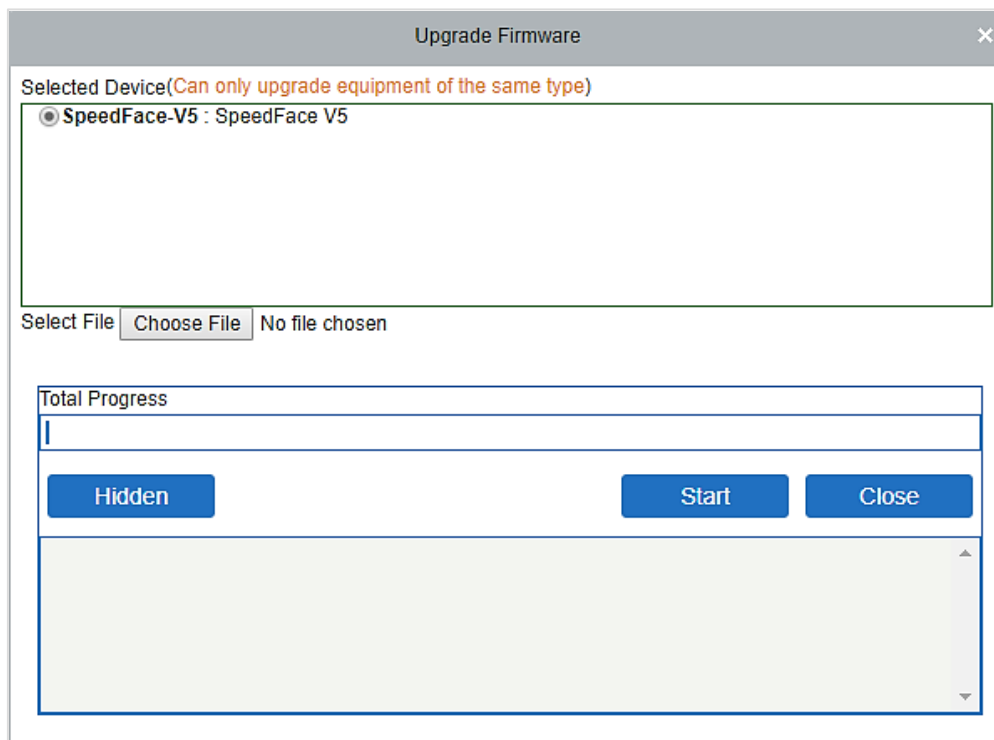 Upgrade Firmware
Selected Device(Can only upgrade equipment of the same type)
SpeedFace-V5 : SpeedFace V5
Select File Choose File No file chosen
Total Progress
Hidden Start Close